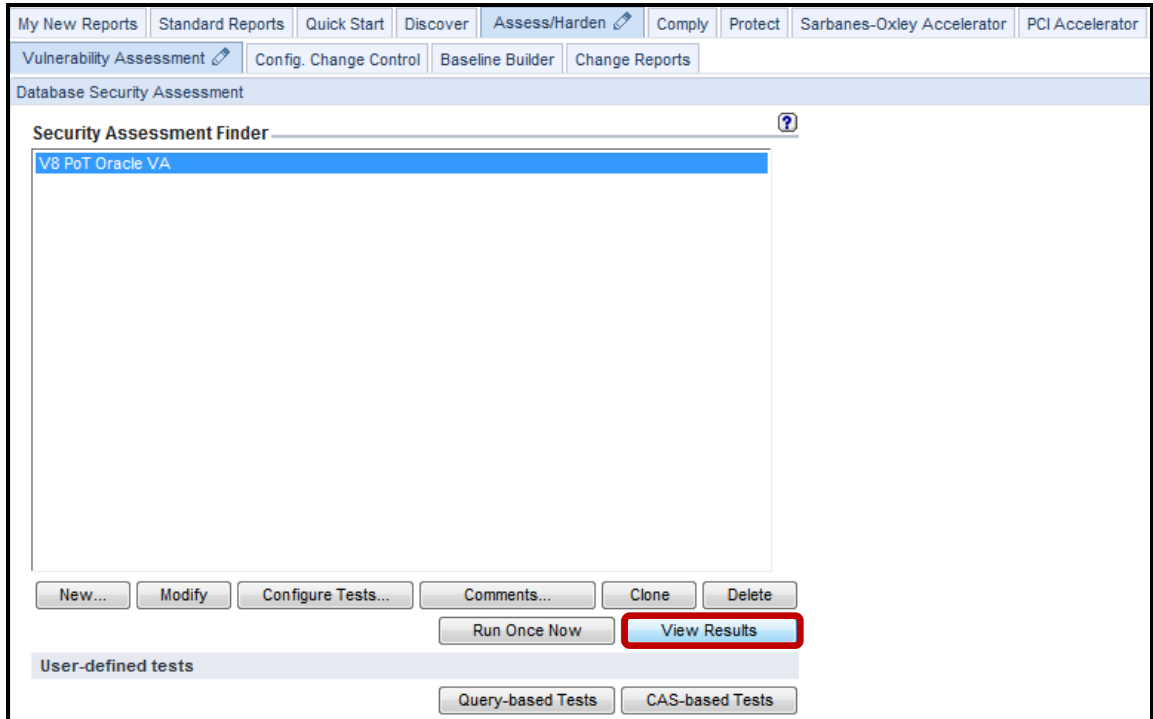 My New Reports Standard Reports Quick Start Discover Assess/Harden Comply Protect Sarbanes-Oxley Accelerator PCI Accelerator
Vulnerability Assessment Config. Change Control Baseline Builder Change Reports
Database Security Assessment
Security Assessment Finder ?
V8 PoT Oracle VA
New... Modify Configure Tests... Comments... Clone Delete
Run Once Now View Results
User-defined tests
Query-based Tests CAS-based Tests